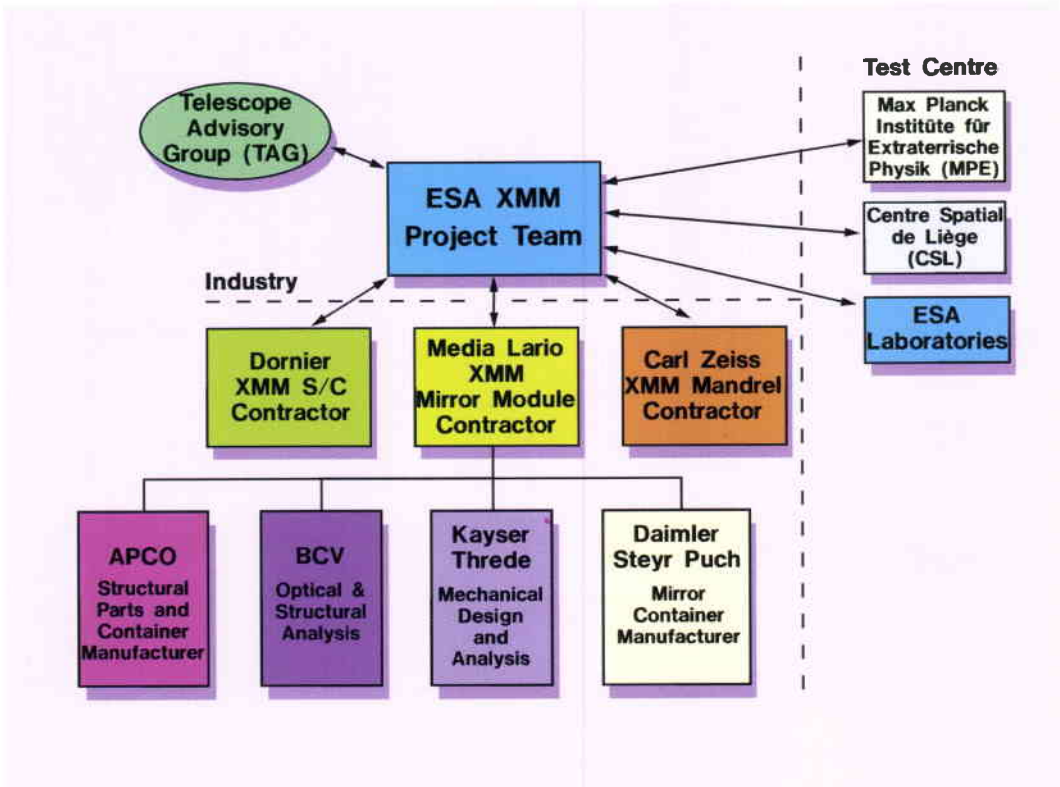 Telescope
Advisory
Group (TAG)
ESA XMM
Project Team
Test Centre
Max Planck
Institûte für
Extraterrische
Physik (MPE)
Centre Spatial
de Liège
(CSL)
ESA
Laboratories
Industry
Dornier
XMM S/C
Contractor
Media Lario
XMM
Mirror Module
Contractor
Carl Zeiss
XMM Mandrel
Contractor
APCO
Structural
Parts and
Container
Manufacturer
BCV
Optical &
Structural
Analysis
Kayser
Threde
Mechanical
Design
and
Analysis
Daimler
Steyr Puch
Mirror
Container
Manufacturer